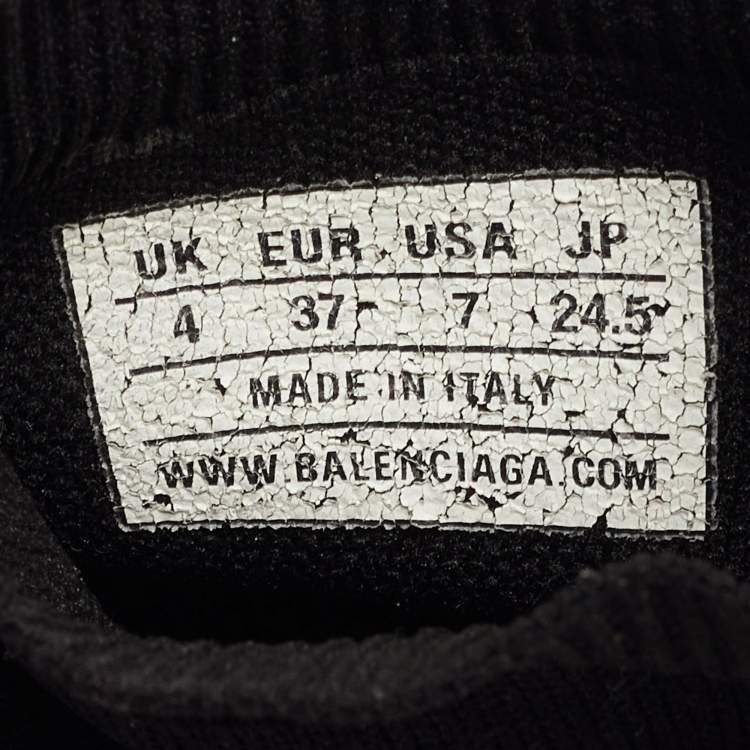 UK EUR USA JP
4 37 7 24.5
MADE IN ITALY
WWW.BALENCIAGA.COM